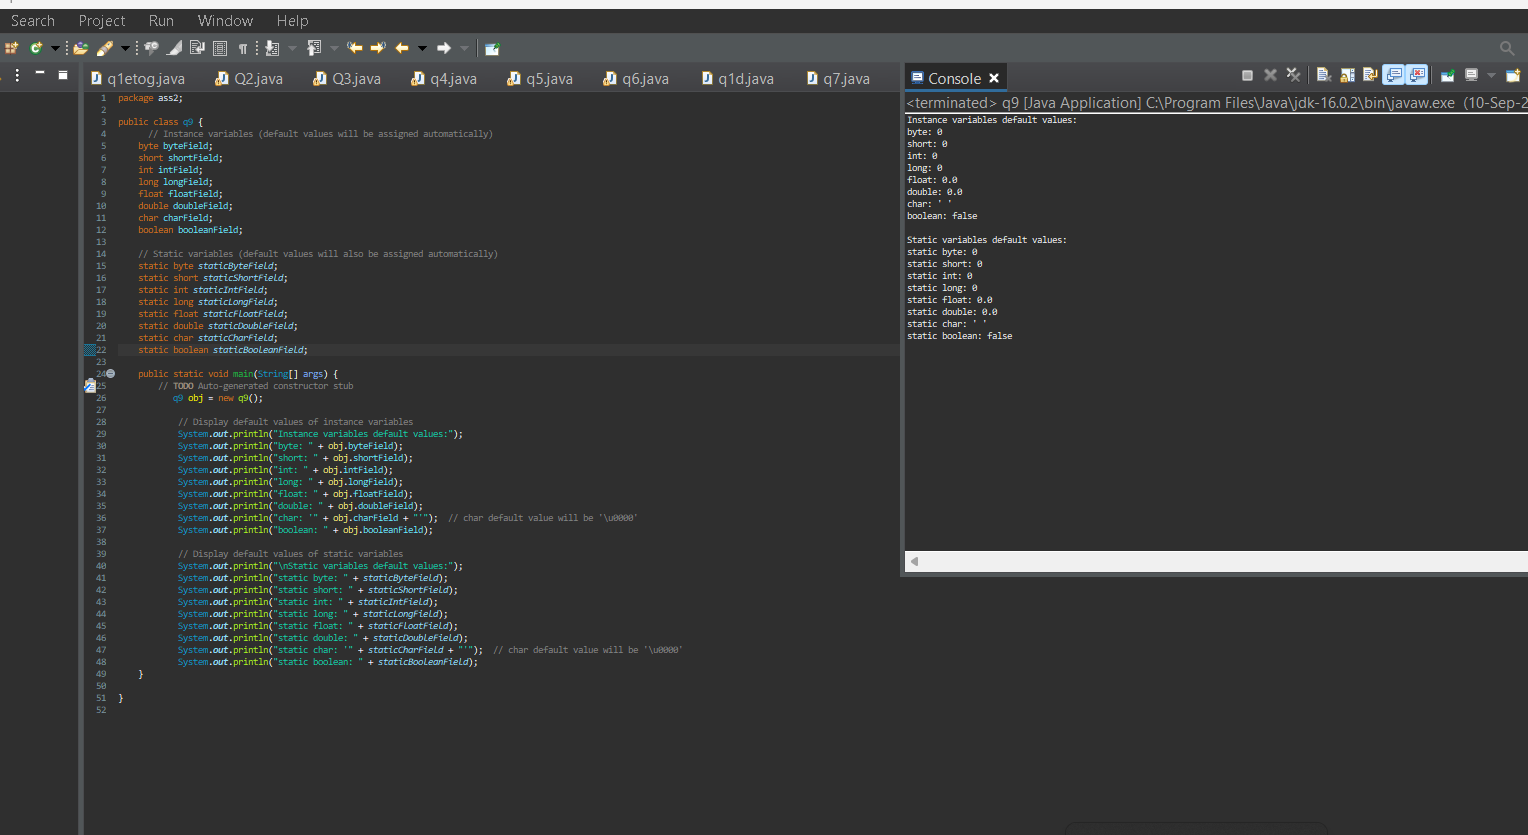 Search Project Run Window Help
q1etog.java Q2.java Q3.java q4.java q5.java q6.java q1d.java q7.java
1 package ass2;
2
3 public class q9 {
4 // Instance variables (default values will be assigned automatically)
5 byte byteField;
6 short shortField;
7 int intField;
8 long longField;
9 float floatField;
10 double doubleField;
11 char charField;
12 boolean booleanField;
13
14 // Static variables (default values will also be assigned automatically)
15 static byte staticByteField;
16 static short staticShortField;
17 static int staticIntField;
18 static long staticLongField;
19 static float staticFloatField;
20 static double staticDoubleField;
21 static char staticCharField;
22 static boolean staticBooleanField;
23
24 public static void main(String[] args) {
25 // TODO Auto-generated constructor stub
26 q9 obj = new q9();
27
28 // Display default values of instance variables
29 System.out.println("Instance variables default values:");
30 System.out.println("byte: " + obj.byteField);
31 System.out.println("short: " + obj.shortField);
32 System.out.println("int: " + obj.intField);
33 System.out.println("long: " + obj.longField);
34 System.out.println("float: " + obj.floatField);
35 System.out.println("double: " + obj.doubleField);
36 System.out.println("char: '" + obj.charField + "'"); // char default value will be '\u0000'
37 System.out.println("boolean: " + obj.booleanField);
38
39 // Display default values of static variables
40 System.out.println("\nStatic variables default values:");
41 System.out.println("static byte: " + staticByteField);
42 System.out.println("static short: " + staticShortField);
43 System.out.println("static int: " + staticIntField);
44 System.out.println("static long: " + staticLongField);
45 System.out.println("static float: " + staticFloatField);
46 System.out.println("static double: " + staticDoubleField);
47 System.out.println("static char: '" + staticCharField + "'"); // char default value will be '\u0000'
48 System.out.println("static boolean: " + staticBooleanField);
49 }
50
51 }
52
Console
<terminated> q9 [Java Application] C:\Program Files\Java\jdk-16.0.2\bin\javaw.exe (10-Sep-2
Instance variables default values:
byte: 0
short: 0
int: 0
long: 0
float: 0.0
double: 0.0
char: ' '
boolean: false
Static variables default values:
static byte: 0
static short: 0
static int: 0
static long: 0
static float: 0.0
static double: 0.0
static char: ' '
static boolean: false